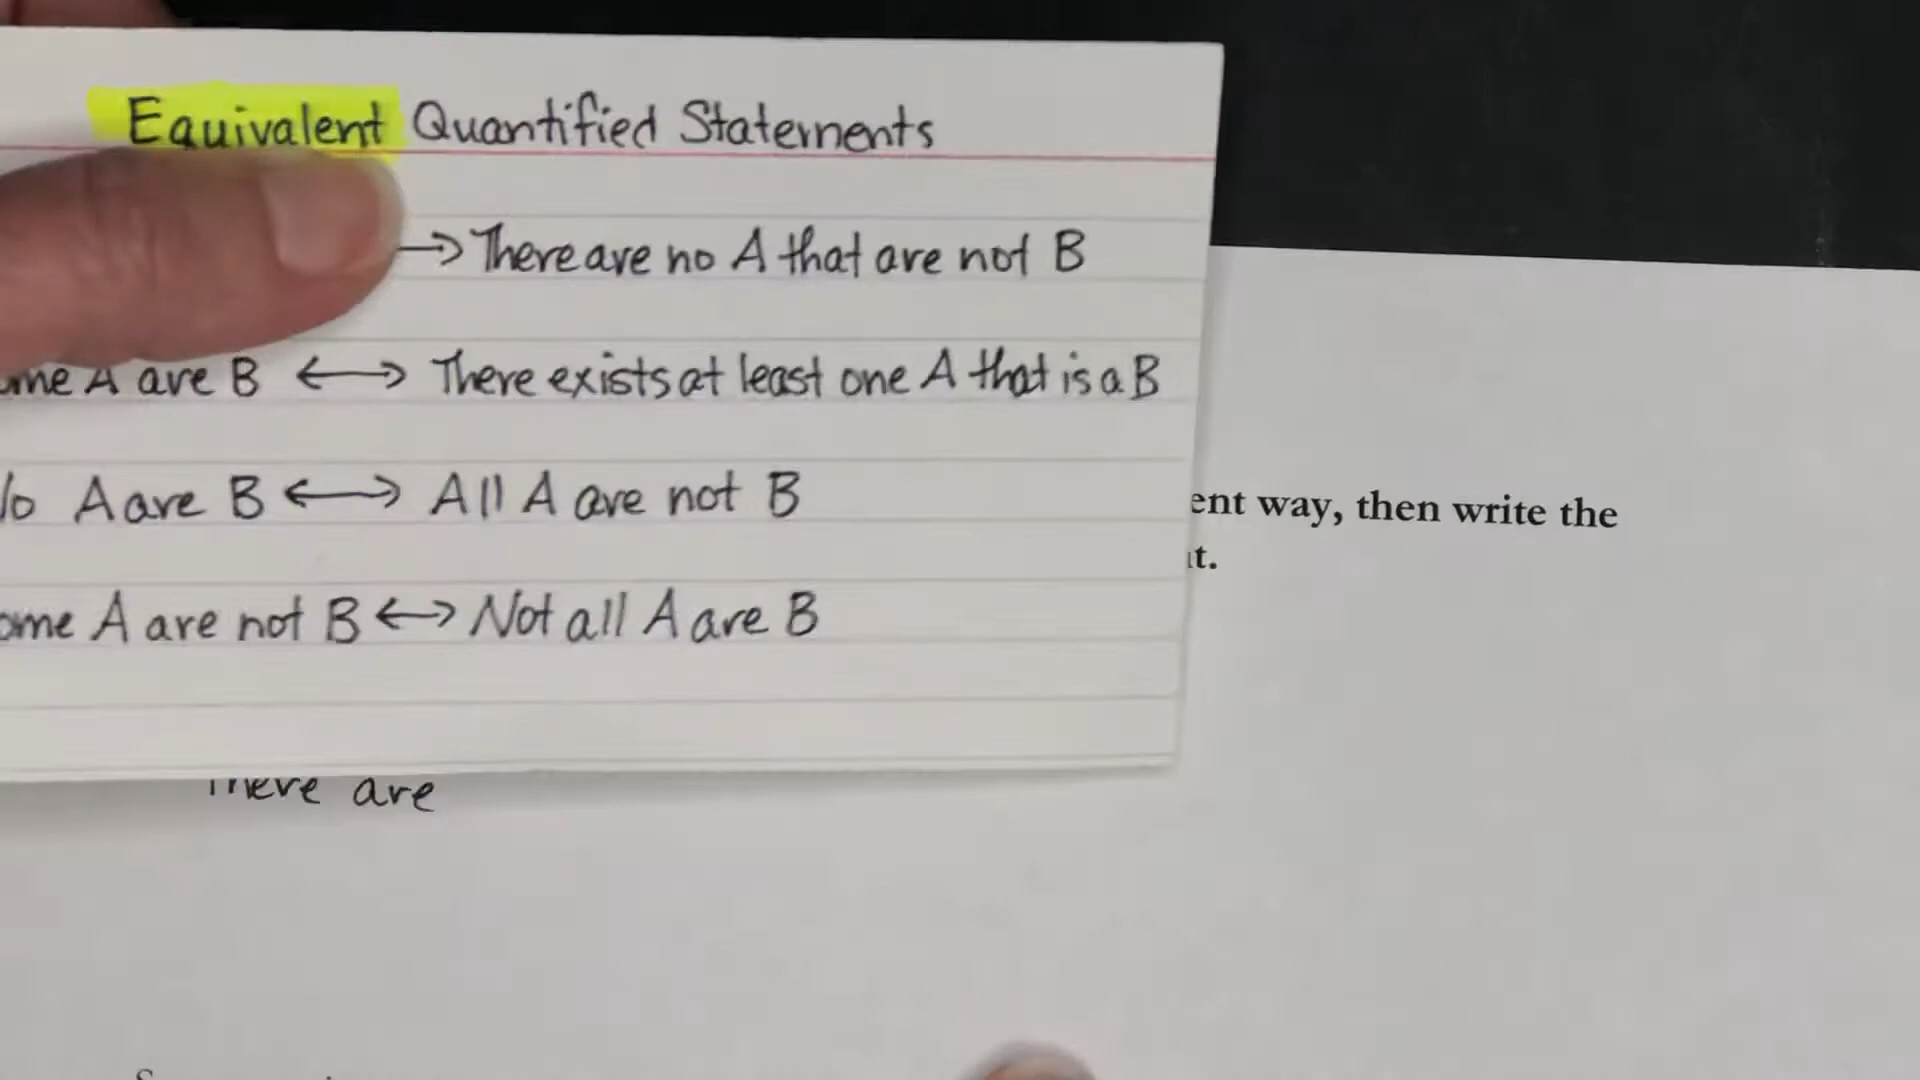 Equivalent Quantified Statements
→ There are no A that are not B
A are B ↔ There exists at least one A that is a B
A are B ↔ All A are not B
A are not B ↔ Not all A are B
way, then write the
There are